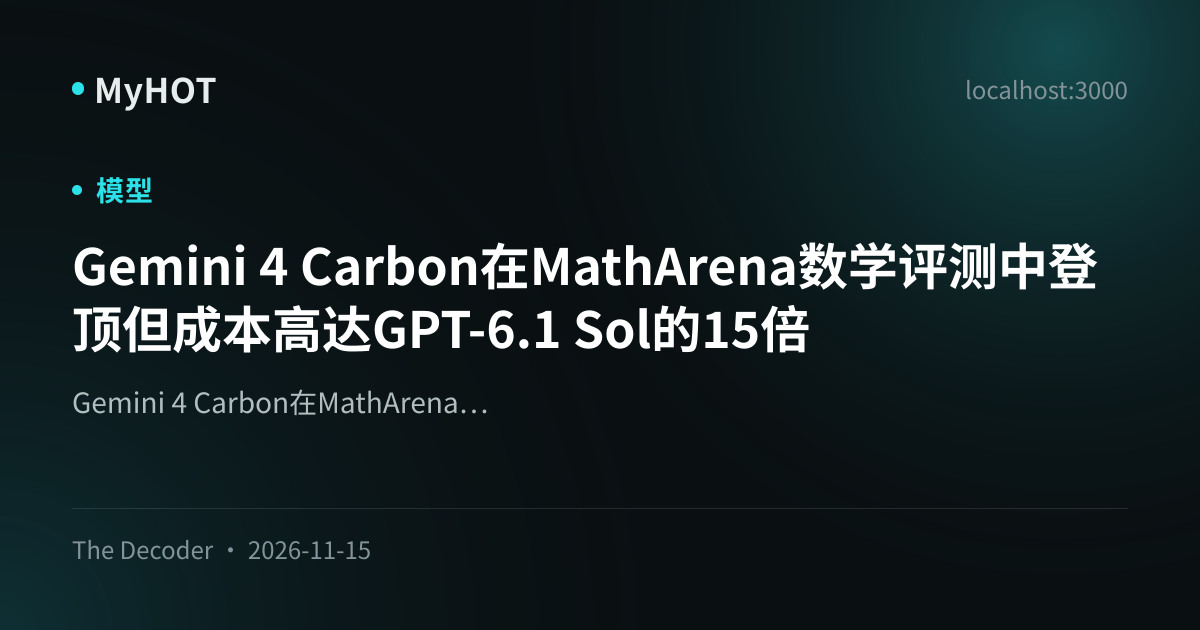 MyHOT
localhost:3000
模型
Gemini 4 Carbon在MathArena数学评测中登
顶但成本高达GPT-6.1 Sol的15倍
Gemini 4 Carbon在MathArena…
The Decoder · 2026-11-15